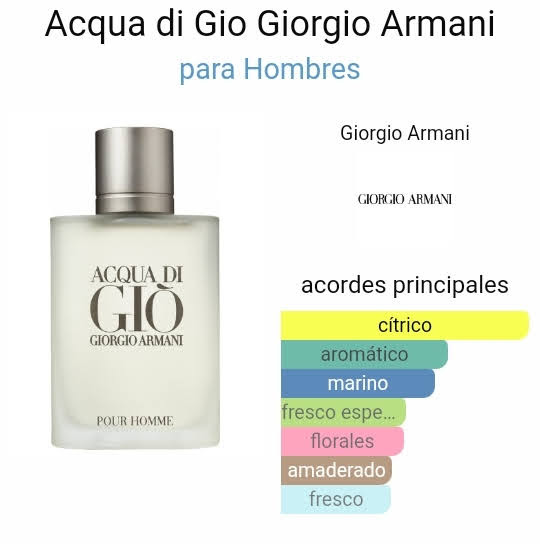 Acqua di Gio Giorgio Armani
para Hombres
ACQUA DI
GIÒ
GIORGIO ARMANI
POUR HOMME
Giorgio Armani
GIORGIO ARMANI
acordes principales
cítrico
aromático
marino
fresco espe...
florales
amaderado
fresco